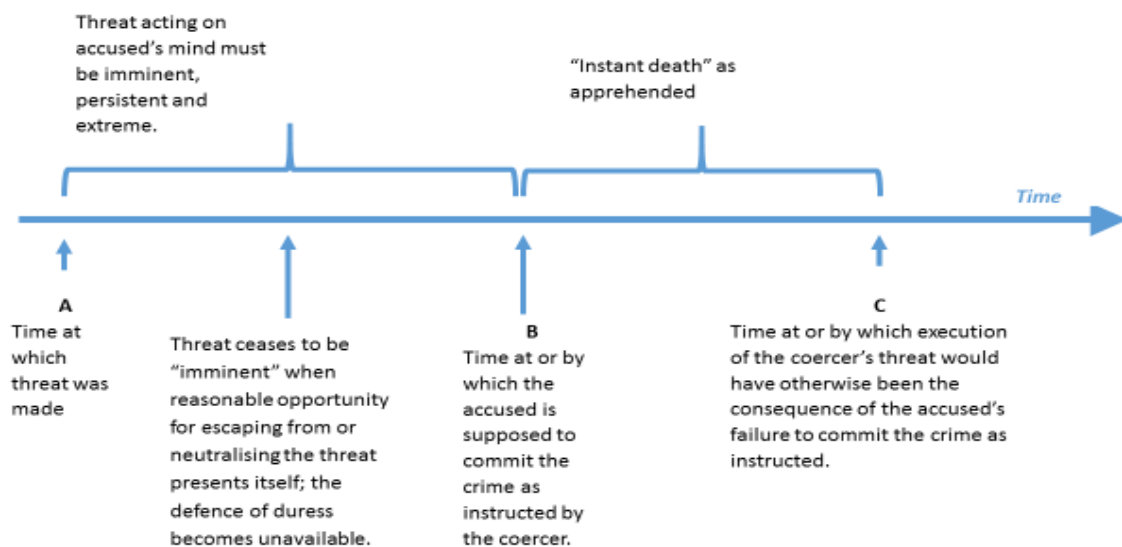 Threat acting on
accused's mind must
be imminent,
persistent and
extreme.
“Instant death” as
apprehended
Time
A
Time at
which
threat was
made
Threat ceases to be
“imminent” when
reasonable opportunity
for escaping from or
neutralising the threat
presents itself; the
defence of duress
becomes unavailable.
B
Time at or by
which the
accused is
supposed to
commit the
crime as
instructed by
the coercer.
C
Time at or by which execution
of the coercer's threat would
have otherwise been the
consequence of the accused's
failure to commit the crime as
instructed.